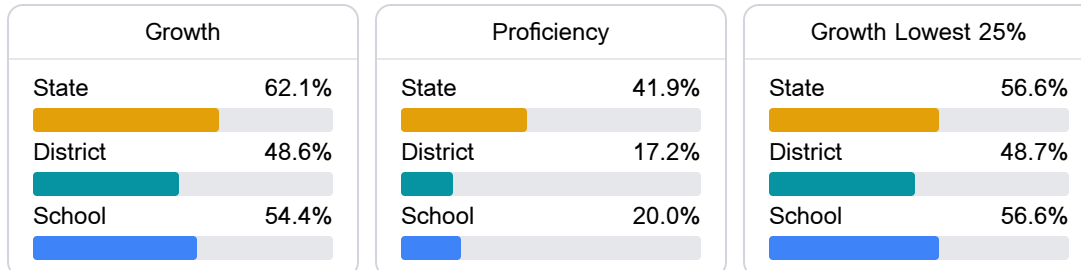 Growth
State 62.1%
District 48.6%
School 54.4%
Proficiency
State 41.9%
District 17.2%
School 20.0%
Growth Lowest 25%
State 56.6%
District 48.7%
School 56.6%